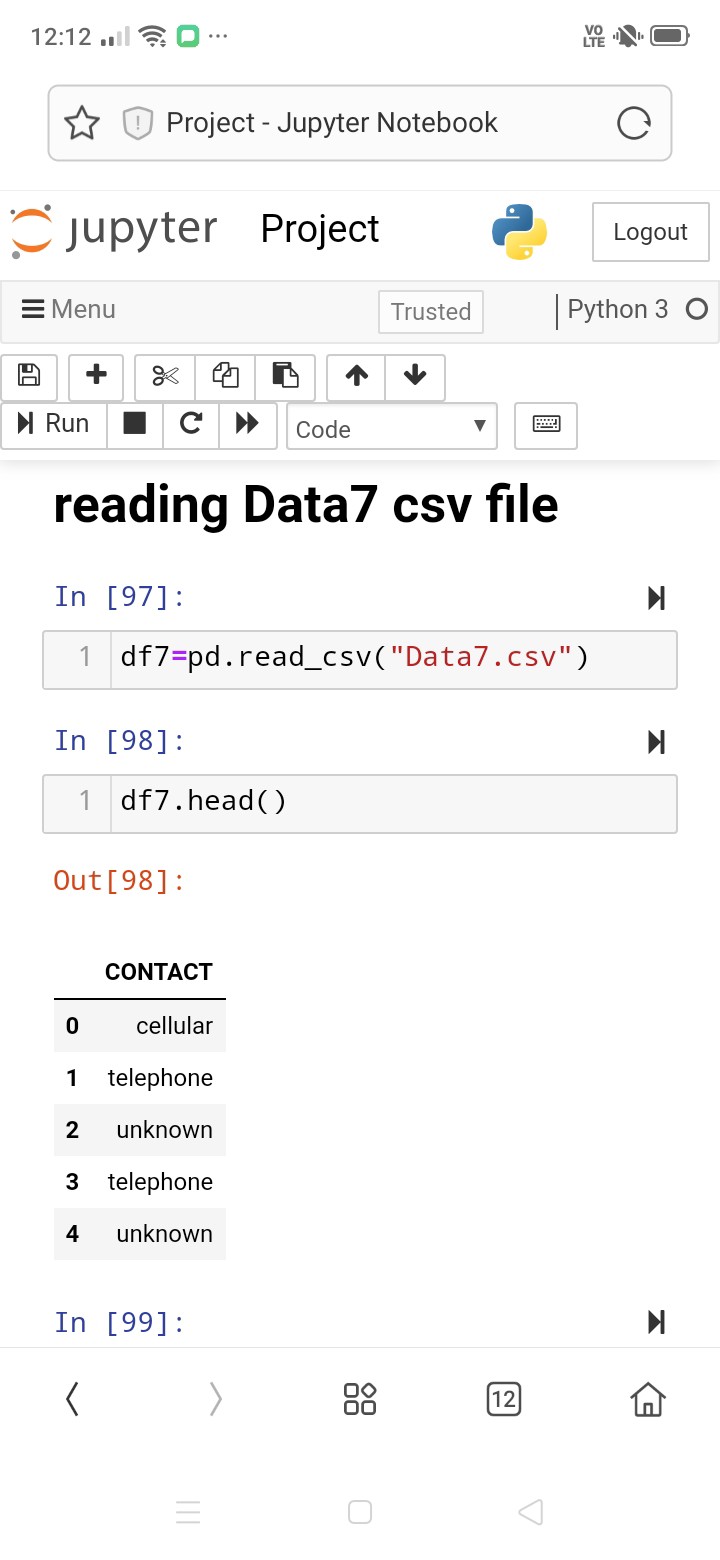 12:12 VO LTE
Project - Jupyter Notebook
jupyter Project Logout
Menu Trusted Python 3
Run Code
reading Data7 csv file
In [97]:
1 df7=pd.read_csv("Data7.csv")
In [98]:
1 df7.head()
Out[98]:
CONTACT
0 cellular
1 telephone
2 unknown
3 telephone
4 unknown
In [99]:
12